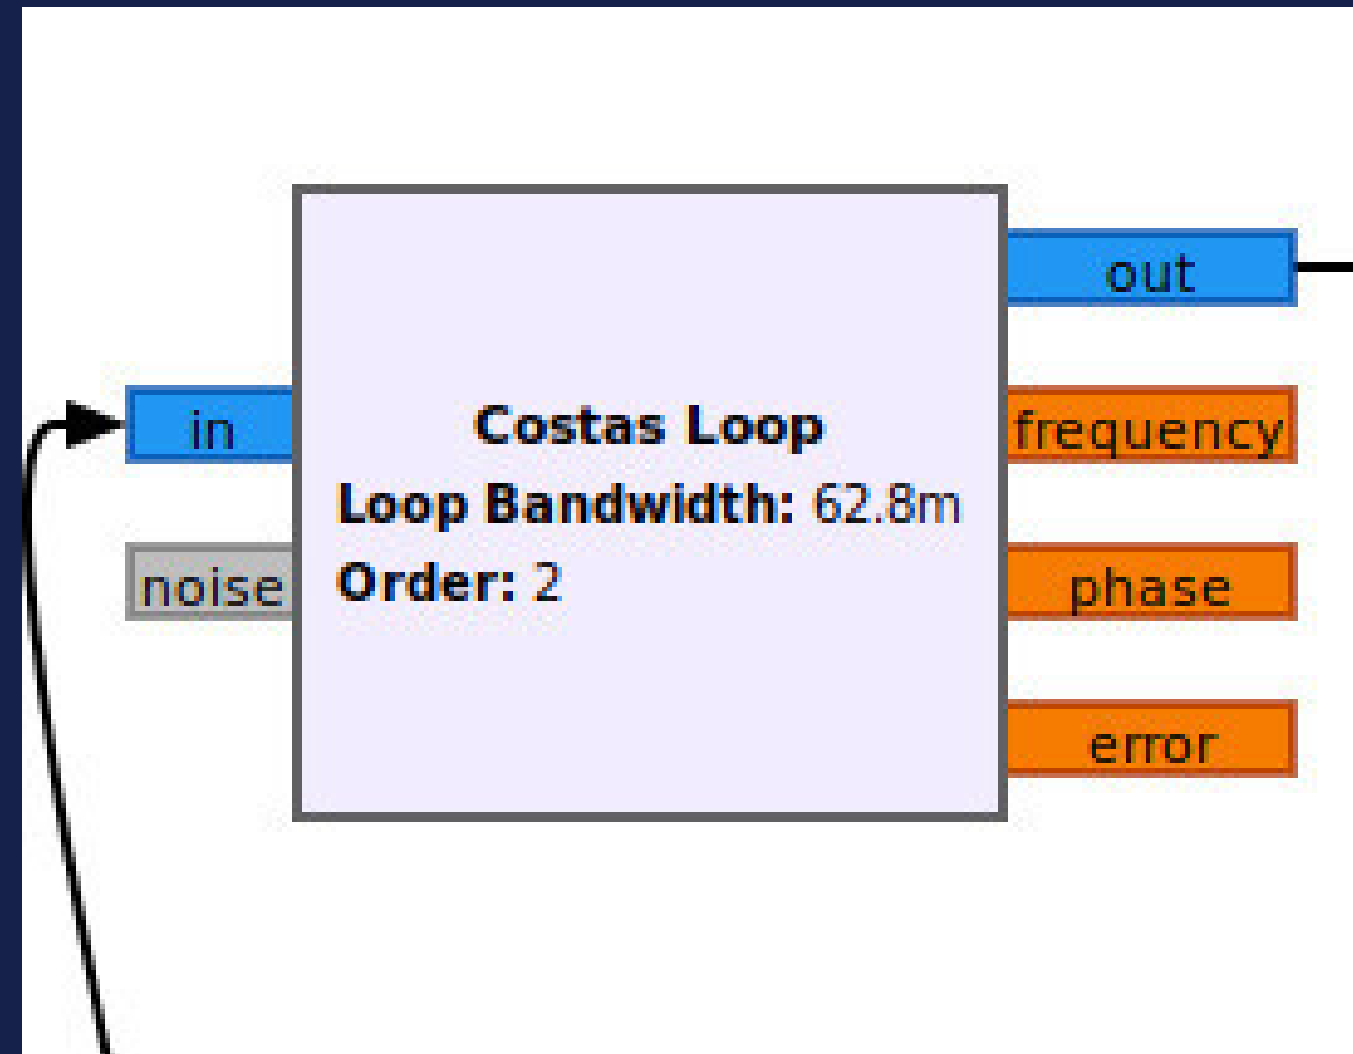 out
in
frequency
Costas Loop
Loop Bandwidth: 62.8m
Order: 2
noise
phase
error